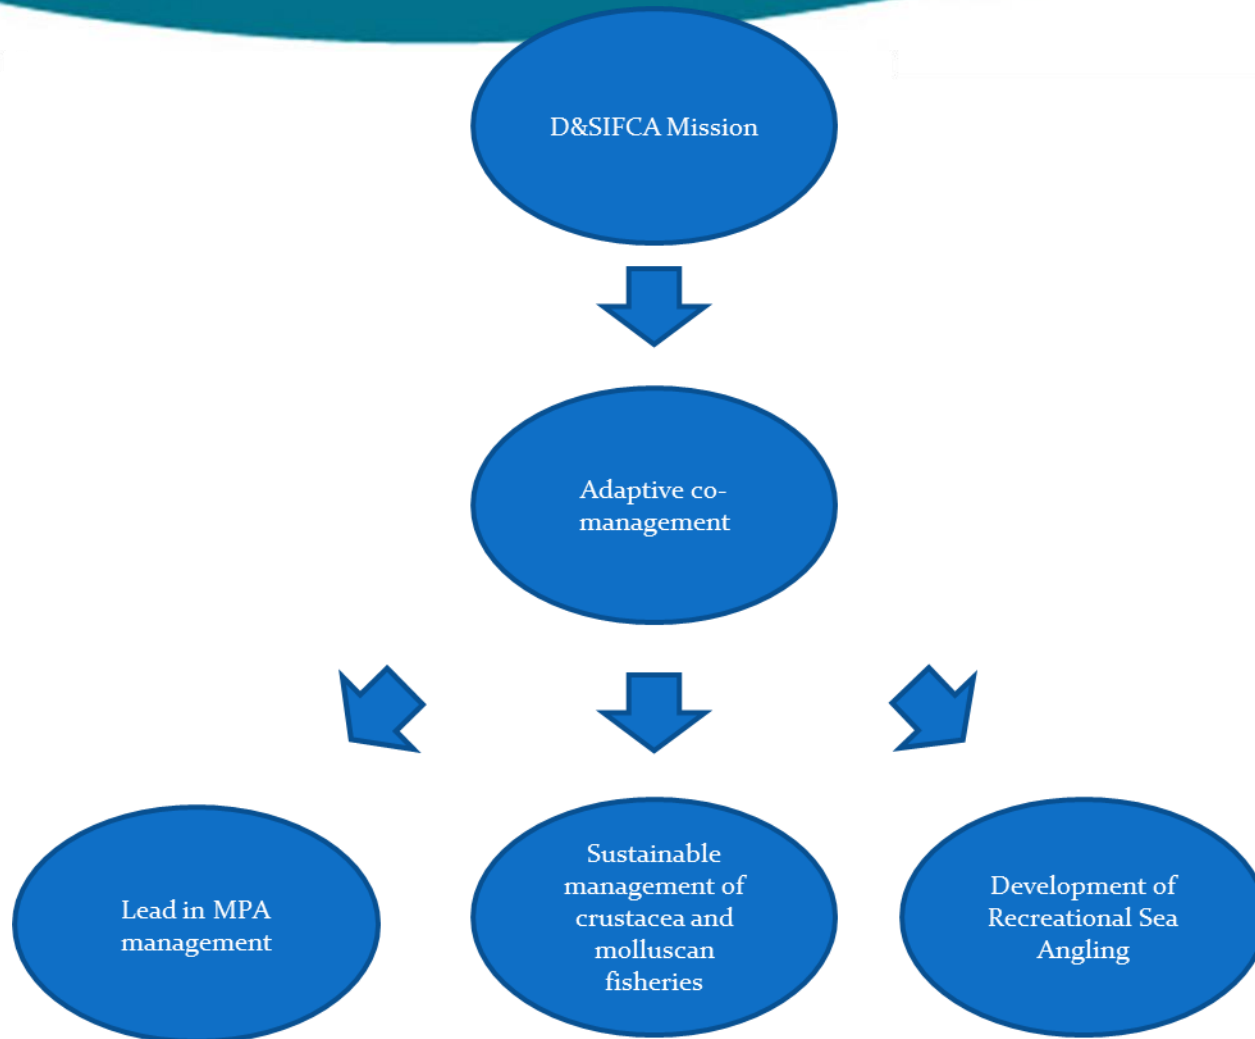 D&SIFCA Mission
Adaptive co-
management
Lead in MPA
management
Sustainable
management of
crustacea and
molluscan
fisheries
Development of
Recreational Sea
Angling